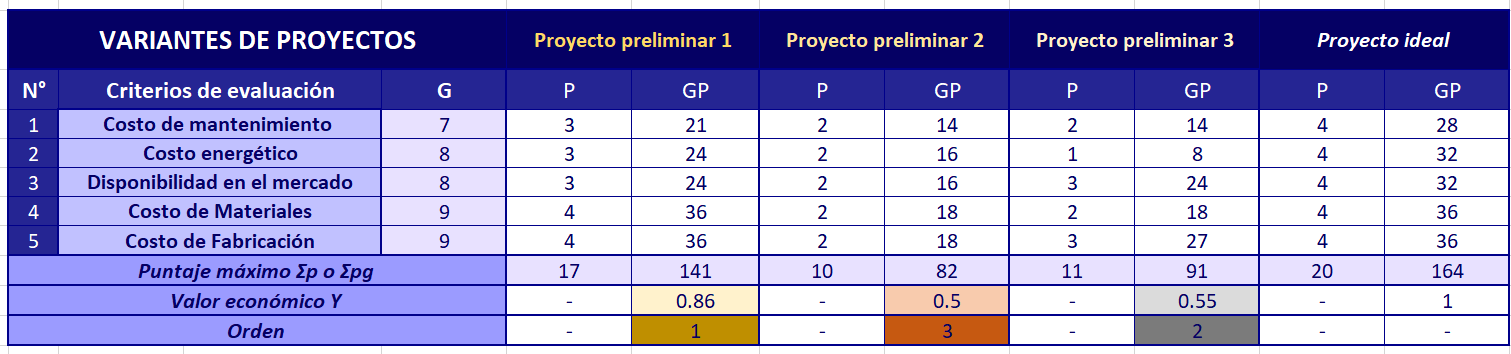 VARIANTES DE PROYECTOS Proyecto preliminar 1 Proyecto preliminar 2 Proyecto preliminar 3 Proyecto ideal
N° Criterios de evaluación G P GP P GP P GP P GP
1 Costo de mantenimiento 7 3 21 2 14 2 14 4 28
2 Costo energético 8 3 24 2 16 1 8 4 32
3 Disponibilidad en el mercado 8 3 24 2 16 3 24 4 32
4 Costo de Materiales 9 4 36 2 18 2 18 4 36
5 Costo de Fabricación 9 4 36 2 18 3 27 4 36
Puntaje máximo Σp o Σpg 17 141 10 82 11 91 20 164
Valor económico Y - 0.86 - 0.5 - 0.55 - 1
Orden - 1 - 3 - 2 - -